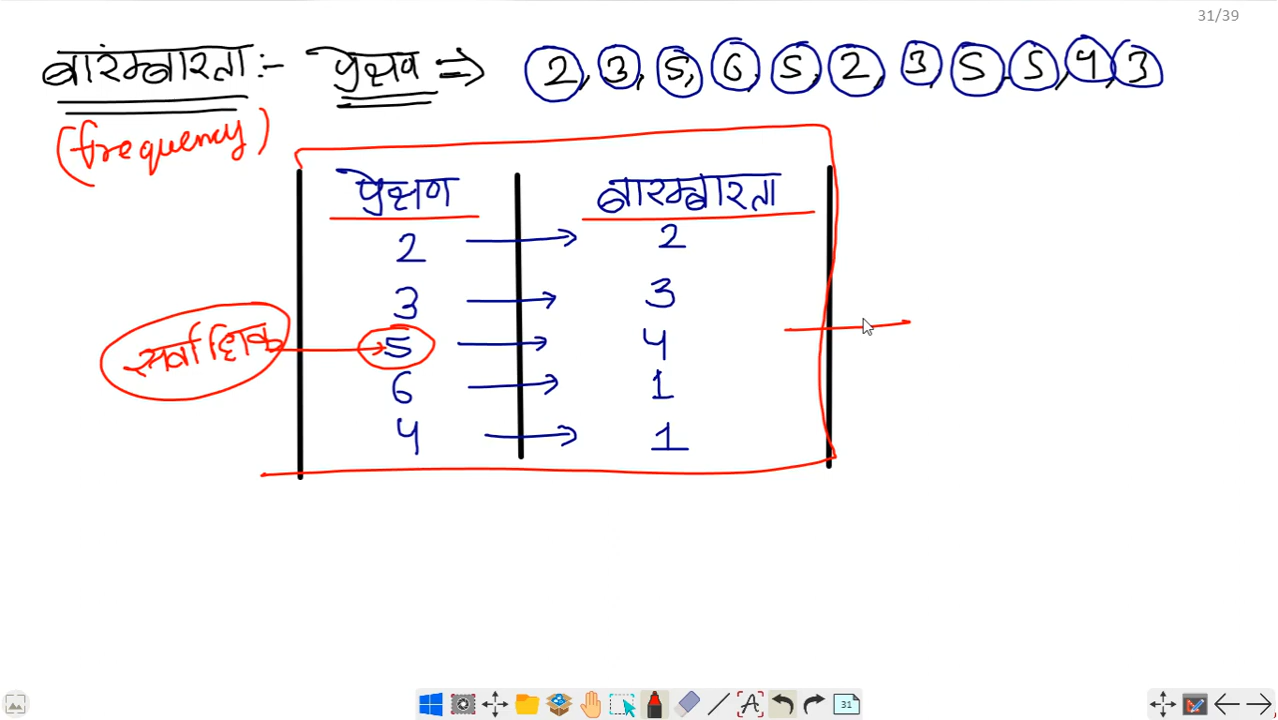 31/39
बारंम्बारता :- प्रेक्षण ⇒ 2, 3, 5, 6, 5, 2, 3, 5, 5, 4, 3
(frequency)
प्रेक्षण बारम्बारता
2 → 2
3 → 3
सर्वाधिक → 5 → 4
6 → 1
4 → 1
31